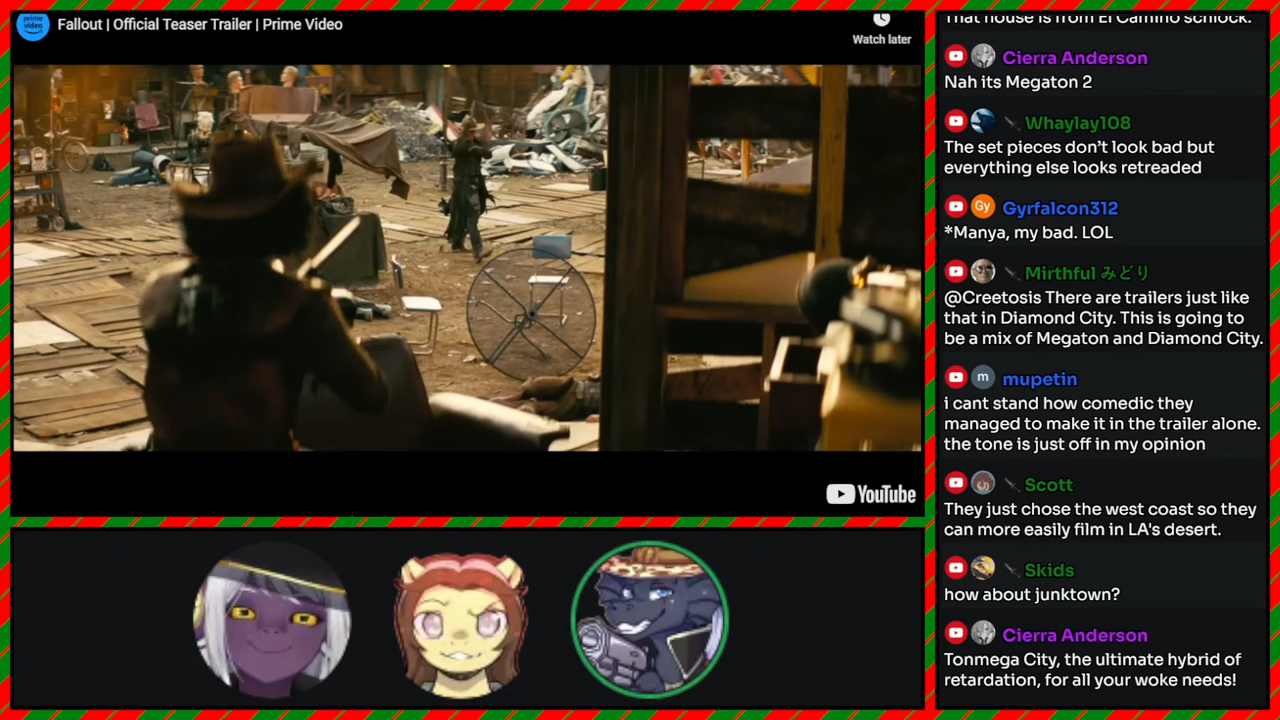 prime video
Fallout | Official Teaser Trailer | Prime Video
Watch later
YouTube
That house is from El Camino schlock.
Cierra Anderson
Nah its Megaton 2
Whaylay108
The set pieces don't look bad but
everything else looks retreaded
Gy
Gyrfalcon312
*Manya, my bad. LOL
Mirthful みどり
@Creetosis There are trailers just like
that in Diamond City. This is going to
be a mix of Megaton and Diamond City.
m
mupetin
i cant stand how comedic they
managed to make it in the trailer alone.
the tone is just off in my opinion
Scott
They just chose the west coast so they
can more easily film in LA's desert.
Skids
how about junktown?
Cierra Anderson
Tonmega City, the ultimate hybrid of
retardation, for all your woke needs!